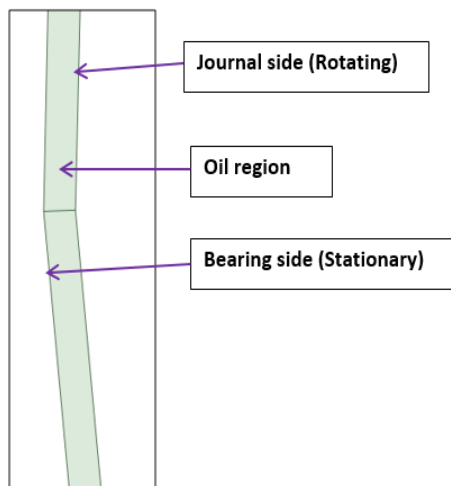 Journal side (Rotating)
Oil region
Bearing side (Stationary)